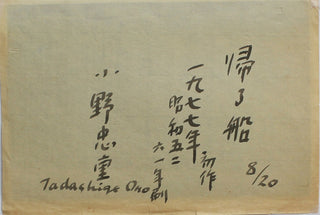 帰る船
8/20
一九七七年 初作
昭和五二
六一年刷
小野忠重
Tadashige Ono